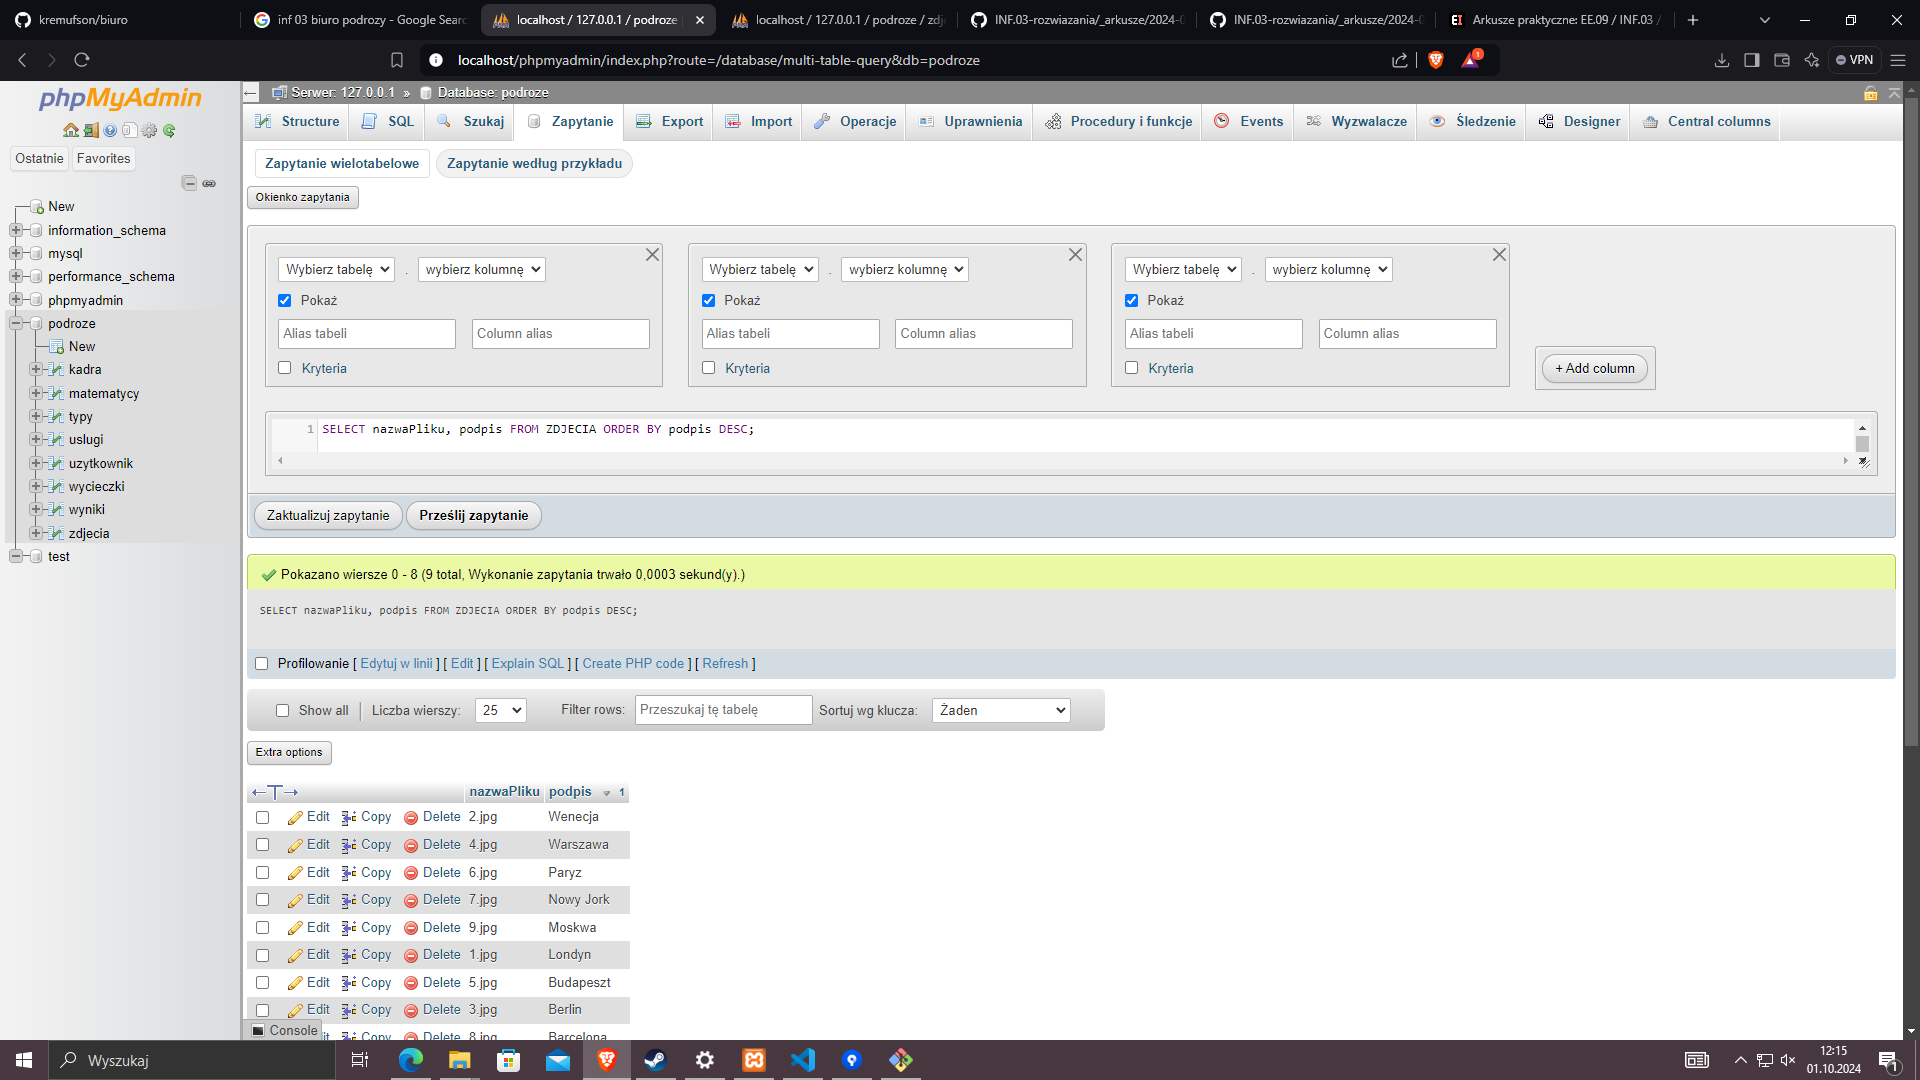 kremufson/biuro
inf 03 biuro podrozy - Google Searc
localhost / 127.0.0.1 / podroze
localhost / 127.0.0.1 / podroze / zdj
INF.03-rozwiazania/_arkusze/2024-0
INF.03-rozwiazania/_arkusze/2024-0
EI Arkusze praktyczne: EE.09 / INF.03 /
localhost/phpmyadmin/index.php?route=/database/multi-table-query&db=podroze
1
VPN
phpMyAdmin
Ostatnie Favorites
New
information_schema
mysql
performance_schema
phpmyadmin
podroze
New
kadra
matematycy
typy
uslugi
uzytkownik
wycieczki
wyniki
zdjecia
test
Serwer: 127.0.0.1 » Database: podroze
Structure SQL Szukaj Zapytanie Export Import Operacje Uprawnienia Procedury i funkcje Events Wyzwalacze Śledzenie Designer Central columns
Zapytanie wielotabelowe Zapytanie według przykładu
Okienko zapytania
Wybierz tabelę . wybierz kolumnę
Pokaż
Alias tabeli Column alias
Kryteria
Wybierz tabelę . wybierz kolumnę
Pokaż
Alias tabeli Column alias
Kryteria
Wybierz tabelę . wybierz kolumnę
Pokaż
Alias tabeli Column alias
Kryteria
+ Add column
1 SELECT nazwaPliku, podpis FROM ZDJECIA ORDER BY podpis DESC;
Zaktualizuj zapytanie Prześlij zapytanie
Pokazano wiersze 0 - 8 (9 total, Wykonanie zapytania trwało 0,0003 sekund(y).)
SELECT nazwaPliku, podpis FROM ZDJECIA ORDER BY podpis DESC;
Profilowanie [ Edytuj w linii ] [ Edit ] [ Explain SQL ] [ Create PHP code ] [ Refresh ]
Show all Liczba wierszy: 25 Filter rows: Przeszukaj tę tabelę Sortuj wg klucza: Żaden
Extra options
←T→ nazwaPliku podpis 1
Edit Copy Delete 2.jpg Wenecja
Edit Copy Delete 4.jpg Warszawa
Edit Copy Delete 6.jpg Paryz
Edit Copy Delete 7.jpg Nowy Jork
Edit Copy Delete 9.jpg Moskwa
Edit Copy Delete 1.jpg Londyn
Edit Copy Delete 5.jpg Budapeszt
Edit Copy Delete 3.jpg Berlin
Copy Delete 8.jpg Barcelona
Console
Wyszukaj
12:15
01.10.2024
1